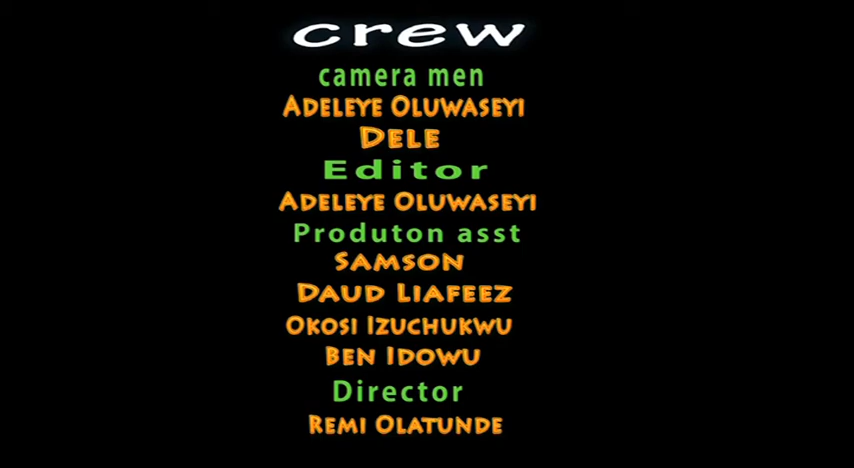 crew
camera men
ADELEYE OLUWASEYI
DELE
Editor
ADELEYE OLUWASEYI
Produton asst
SAMSON
DAUD LIAFEEZ
OKOSI IZUCHUKWU
BEN IDOWU
Director
REMI OLATUNDE